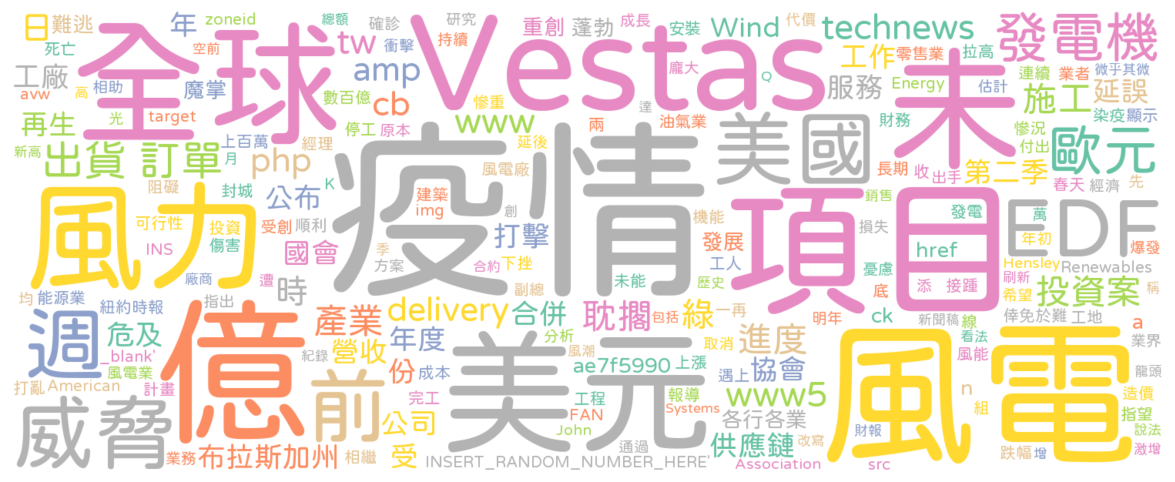 日 難逃 年 zoneid 總額 確診 研究 重創 蓬勃 成長 安裝 Wind 代價 technews 發電機
死亡 全球 空前 tw 衝擊 持續 Vestas 龐大 Q 工作 零售業 拉高 未 微乎其微
工廠 相助 魔掌 amp 服務 Energy 估計 連續 業者 延誤
avw 高 光 target 數百億 cb 慘重 達 施工 染疫 顯示
再生 上百萬 停工 原本 www 兩 油氣業 美國 財務 慘況
新高 出貨 訂單 月 php 經理 延後 長期 收 出手 第二季 付出 歐元
阻礙 封城 K 風電廠 疫情 春天 經濟 先
風力 可行性 投資 公布 建築 img 打擊 機能 項目 銷售 發電 萬 EDF
INS 傷害 受創 順利 國會 創 發展 損失 href 年初 爆發
廠商 遭 時 季 方案 合約 下挫 工人 未能 憂慮 添 接踵 Hensley Renewables
均 能源業 紐約時報 指出 delivery 副總 合併 歷史 底 刷新 希望 投資案 稱
週 危及 億 產業 耽擱 包括 綠 一再 明年 ck 新聞稿 線 倖免於難 工地
_blank' 紀錄 營收 年度 分析 取消 進度 風電 看法 a 業界
打亂 American 風電業 前 份 成本 美元 風潮 ae7f5990 上漲 遇上 協會 風能 n 龍頭
計畫 完工 工程 報導 www5 組 造價
威脅 公司 FAN Systems 各行各業 指望
業務 布拉斯加州 相繼 受 John 通過 供應鏈 改寫 財報 跌幅 增 說法 激增
INSERT_RANDOM_NUMBER_HERE' Association src